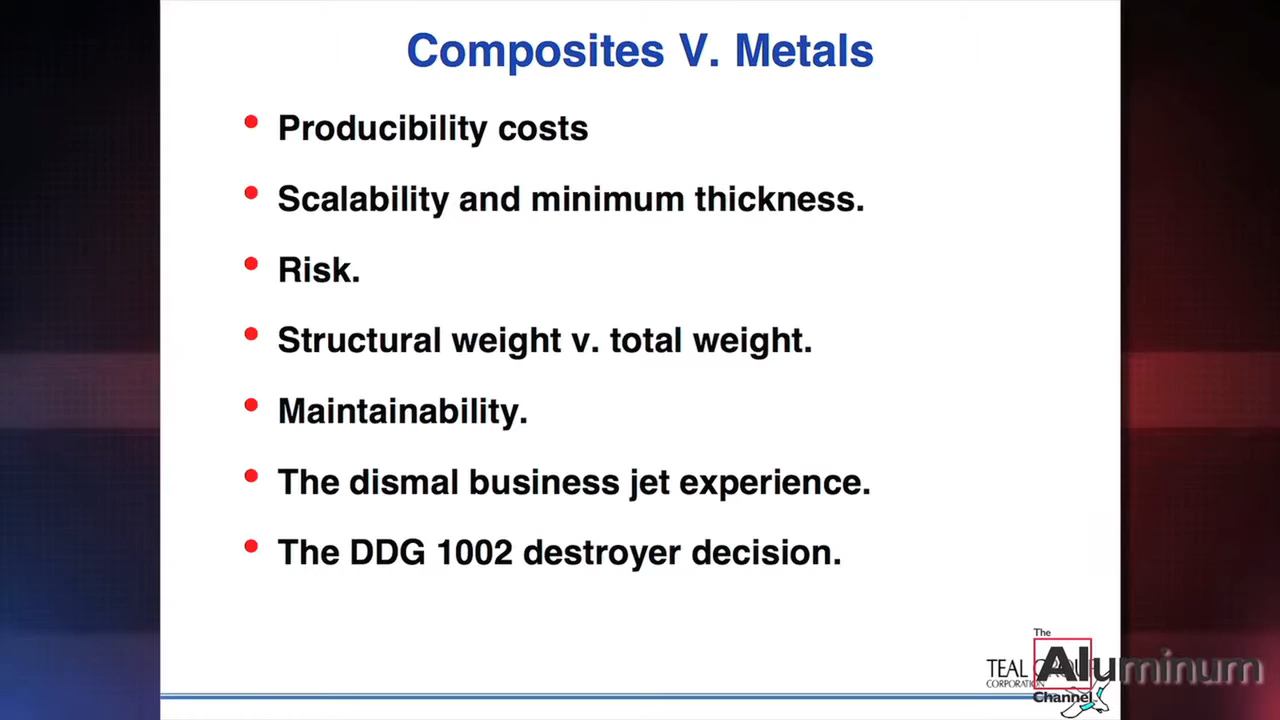 Composites V. Metals
• Producibility costs
• Scalability and minimum thickness.
• Risk.
• Structural weight v. total weight.
• Maintainability.
• The dismal business jet experience.
• The DDG 1002 destroyer decision.
The
TEAL GROUP
Aluminum
CORPORATION
Channel